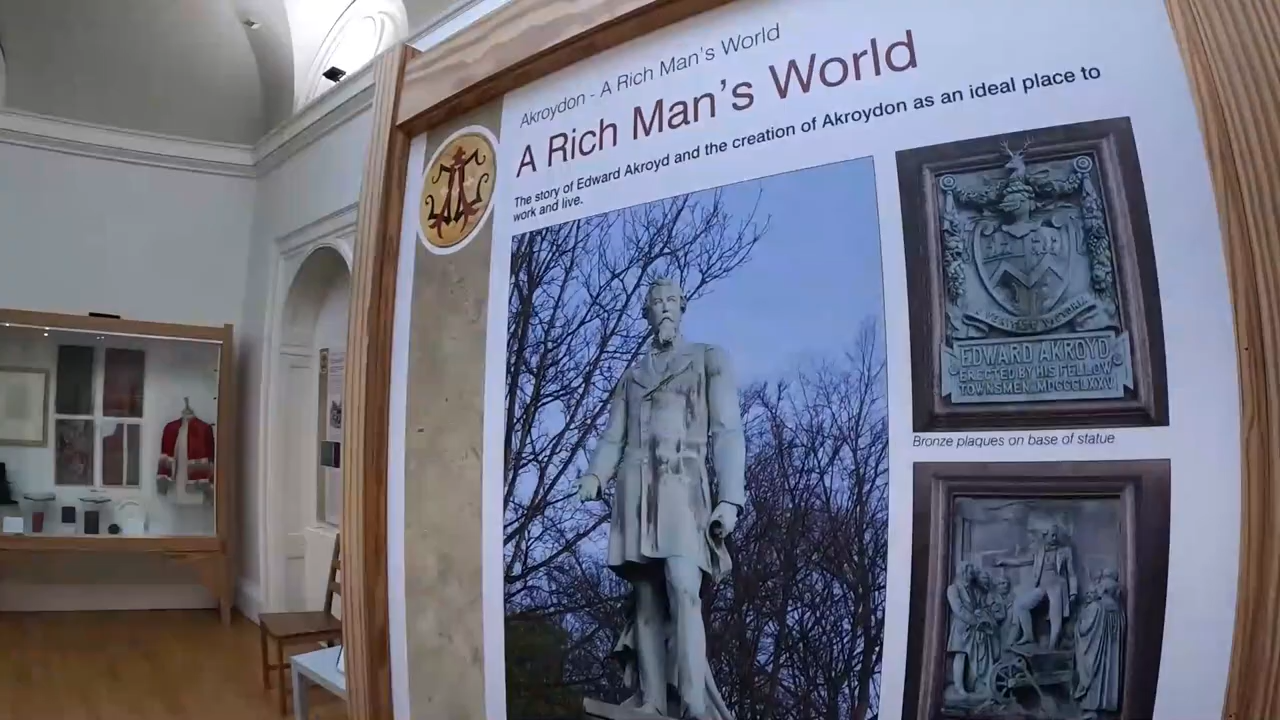 Akroydon - A Rich Man's World
A Rich Man's World
The story of Edward Akroyd and the creation of Akroydon as an ideal place to
work and live.
EDWARD AKROYD
ERECTED BY HIS FELLOW
TOWNSMEN. MDCCCLXXV
Bronze plaques on base of statue